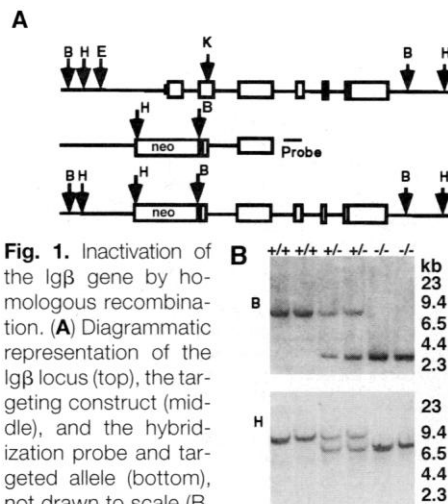 A
B H E K B H
H B
neo Probe
B H H B B H
neo
Fig. 1. Inactivation of
the Igβ gene by ho-
mologous recombina-
tion. (A) Diagrammatic
representation of the
Igβ locus (top), the tar-
geting construct (mid-
dle), and the hybrid-
ization probe and tar-
geted allele (bottom),
not drawn to scale (B,
B
+/+ +/+ +/- +/- -/- -/-
kb
B
23
9.4
6.5
4.4
2.3
H
23
9.4
6.5
4.4
2.3